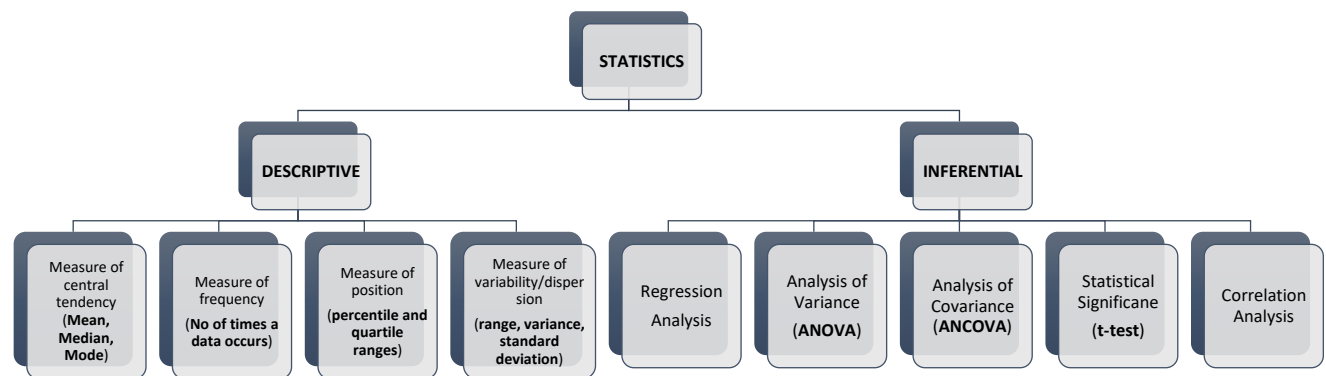 STATISTICS
DESCRIPTIVE
INFERENTIAL
Measure of
central
tendency
(Mean,
Median,
Mode)
Measure of
frequency
(No of times a
data occurs)
Measure of
position
(percentile and
quartile
ranges)
Measure of
variability/disper
sion
(range, variance,
standard
deviation)
Regression
Analysis
Analysis of
Variance
(ANOVA)
Analysis of
Covariance
(ANCOVA)
Statistical
Significane
(t-test)
Correlation
Analysis